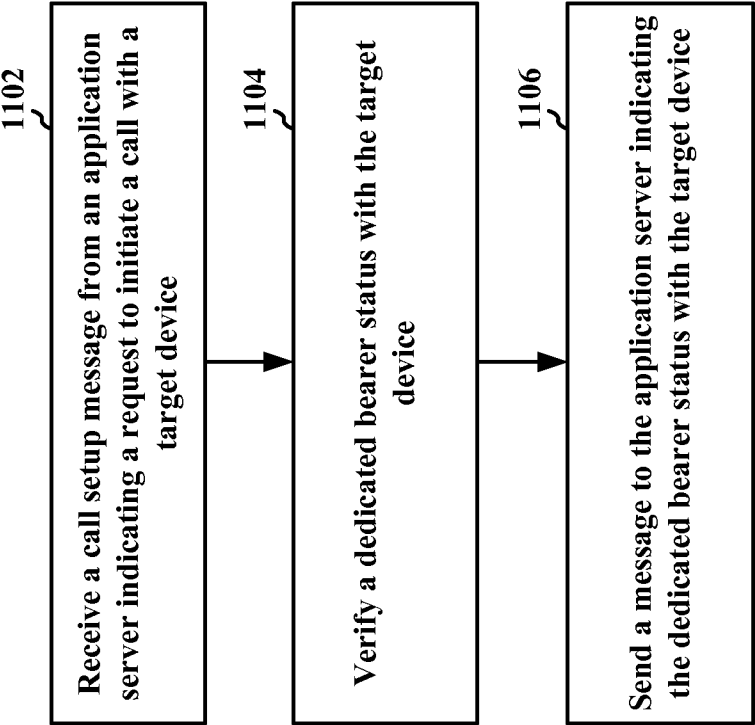 1102
Receive a call setup message from an application
server indicating a request to initiate a call with a
target device
1104
Verify a dedicated bearer status with the target
device
1106
Send a message to the application server indicating
the dedicated bearer status with the target device